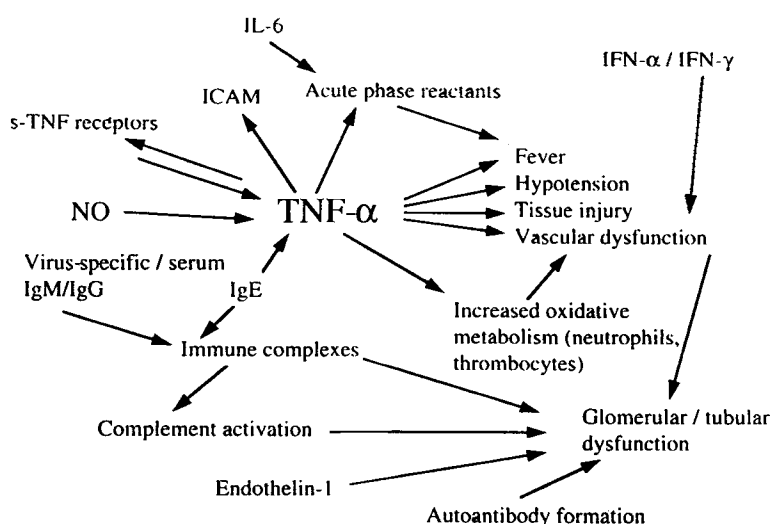 IL-6
IFN-α / IFN-γ
ICAM
Acute phase reactants
s-TNF receptors
Fever
Hypotension
NO
TNF-α
Tissue injury
Vascular dysfunction
Virus-specific / serum
IgM/IgG
IgE
Increased oxidative
metabolism (neutrophils,
thrombocytes)
Immune complexes
Glomerular / tubular
dysfunction
Complement activation
Endothelin-1
Autoantibody formation